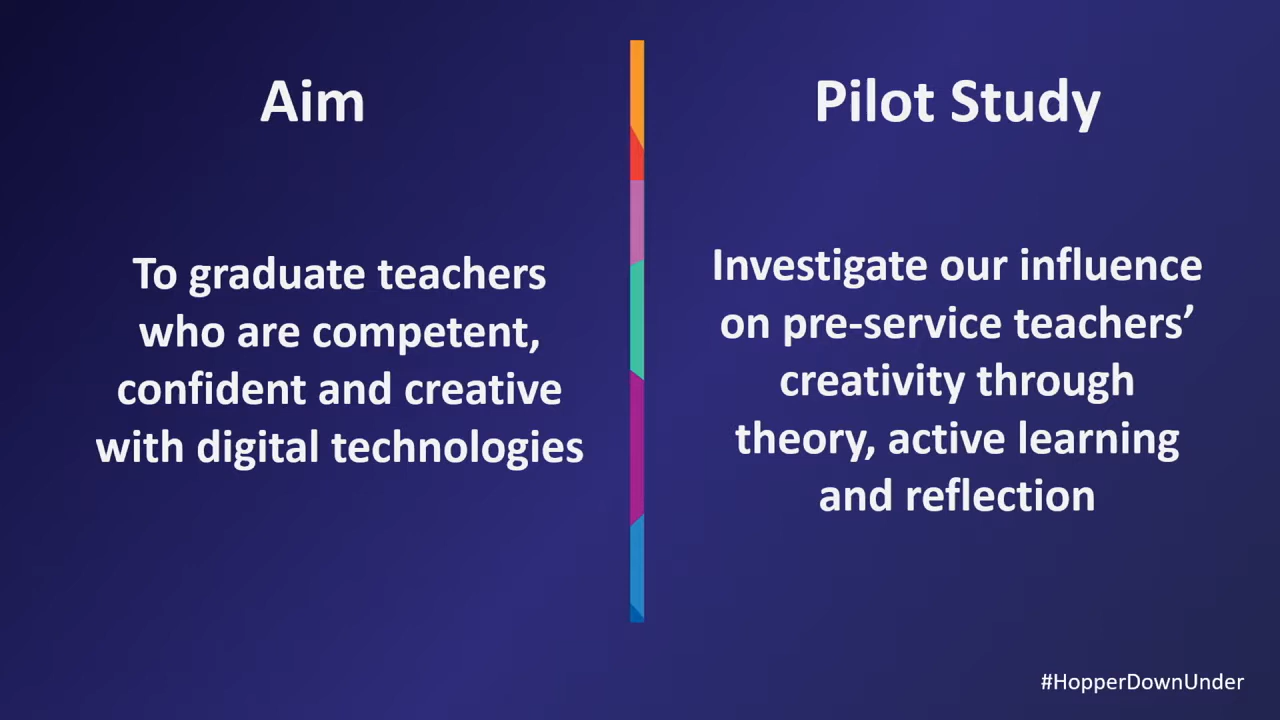 Aim
To graduate teachers
who are competent,
confident and creative
with digital technologies
Pilot Study
Investigate our influence
on pre-service teachers’
creativity through
theory, active learning
and reflection
#HopperDownUnder